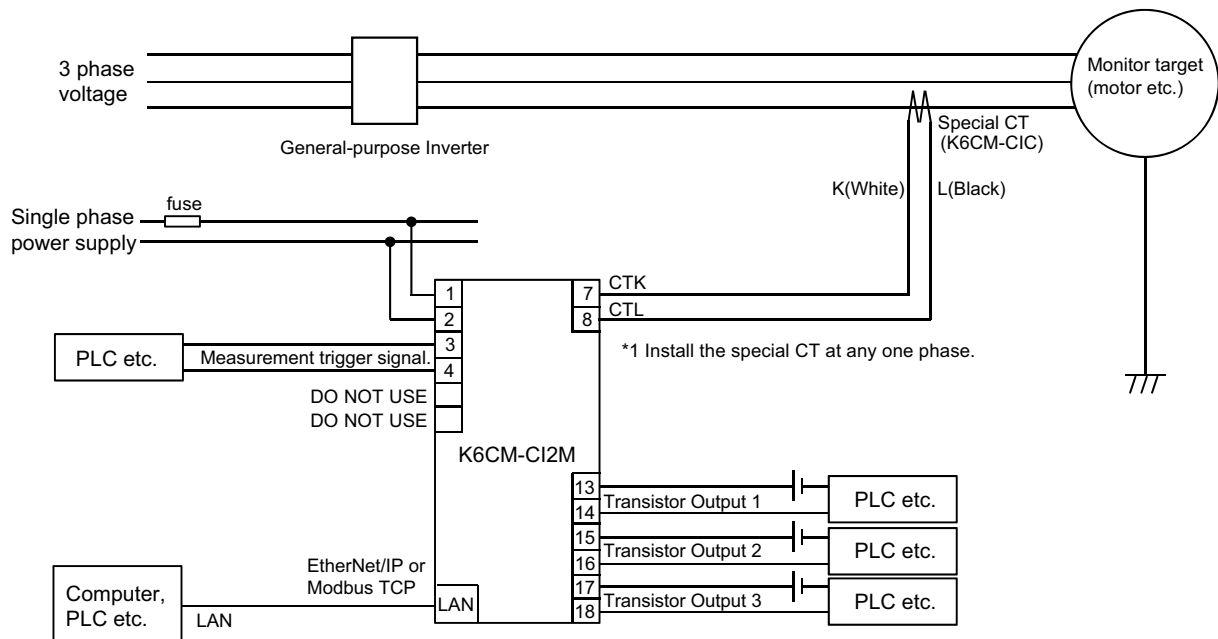 3 phase
voltage
General-purpose Inverter
Monitor target
(motor etc.)
Special CT
(K6CM-CIC)
K(White)
L(Black)
Single phase
power supply
fuse
1
2
3
4
7
8
CTK
CTL
*1 Install the special CT at any one phase.
PLC etc.
Measurement trigger signal.
DO NOT USE
DO NOT USE
K6CM-CI2M
13
14
Transistor Output 1
PLC etc.
15
16
Transistor Output 2
PLC etc.
17
18
Transistor Output 3
PLC etc.
EtherNet/IP or
Modbus TCP
LAN
Computer,
PLC etc.
LAN